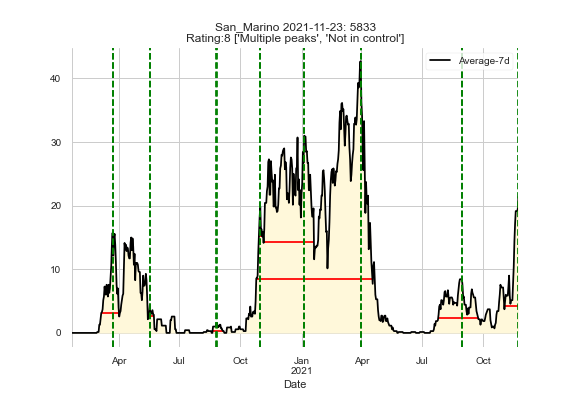 San_Marino 2021-11-23: 5833
Rating:8 ['Multiple peaks', 'Not in control']
Average-7d
40
30
20
10
0
Apr
Jul
Oct
Jan
2021
Apr
Jul
Oct
Date